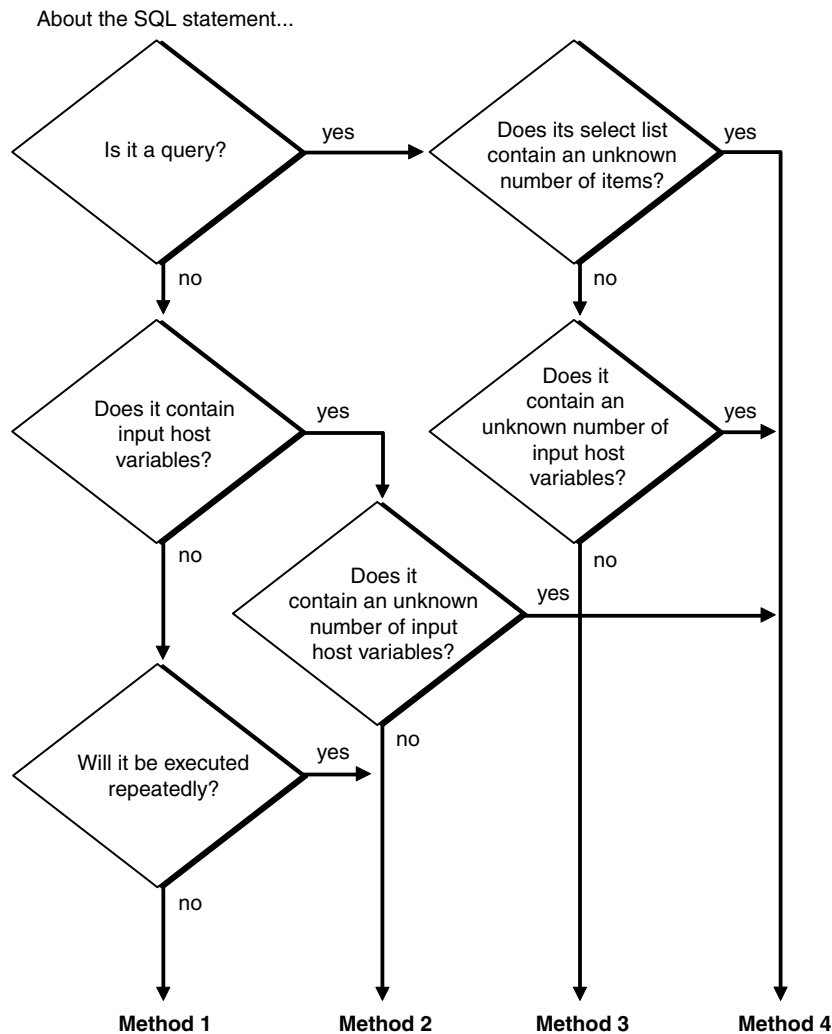 About the SQL statement...
Is it a query?
yes
Does its select list
contain an unknown
number of items?
yes
no
no
Does it contain
input host
variables?
yes
Does it
contain an
unknown number of
input host
variables?
yes
no
no
Does it
contain an unknown
number of input
host variables?
yes
no
Will it be executed
repeatedly?
yes
no
Method 1
Method 2
Method 3
Method 4